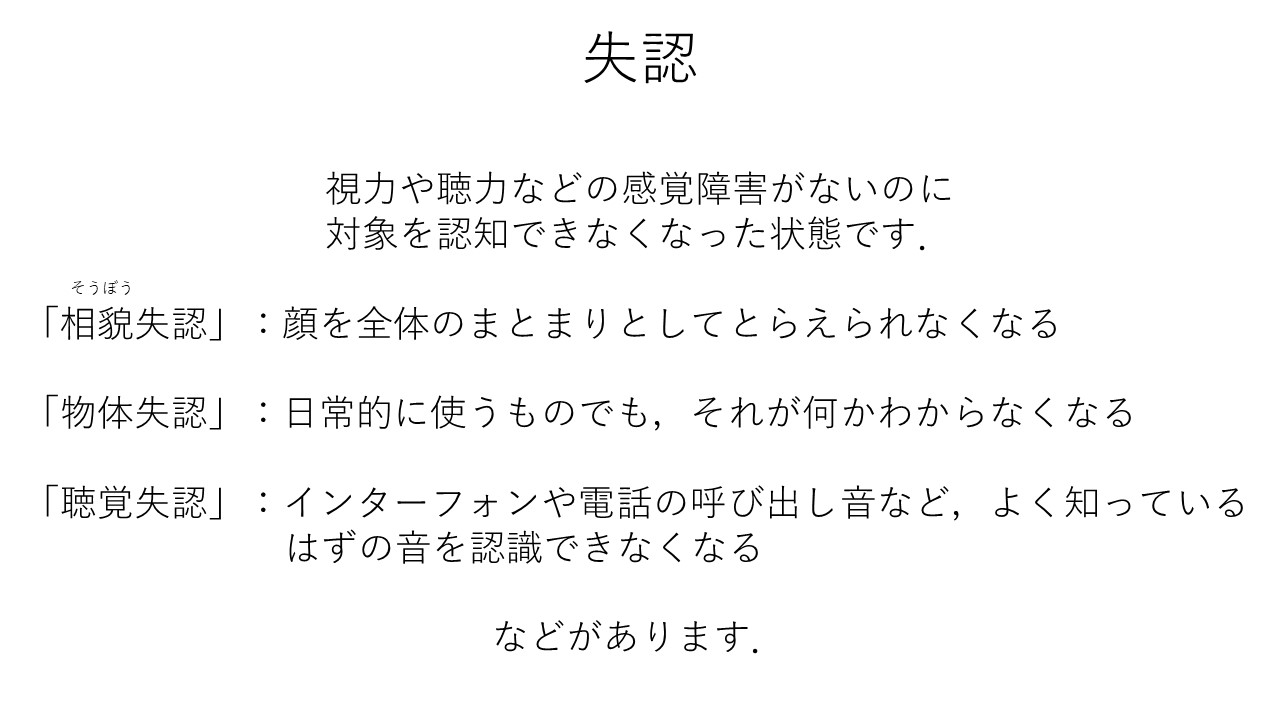 失認
視力や聴力などの感覚障害がないのに
対象を認知できなくなった状態です．
そうぼう
「相貌失認」：顔を全体のまとまりとしてとらえられなくなる
「物体失認」：日常的に使うものでも，それが何かわからなくなる
「聴覚失認」：インターフォンや電話の呼び出し音など，よく知っている
はずの音を認識できなくなる
などがあります．